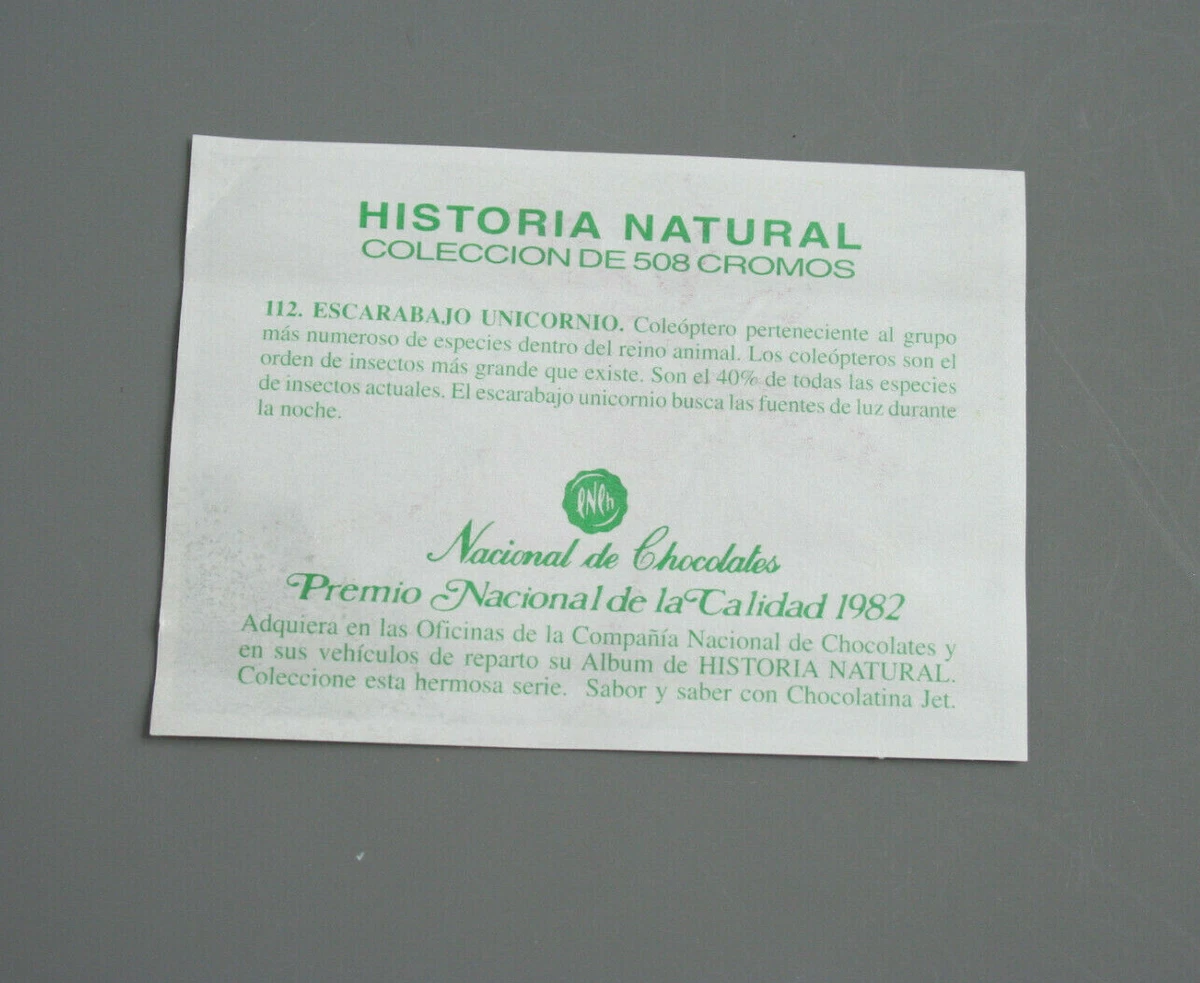 HISTORIA NATURAL
COLECCION DE 508 CROMOS
112. ESCARABAJO UNICORNIO. Coleóptero perteneciente al grupo
más numeroso de especies dentro del reino animal. Los coleópteros son el
orden de insectos más grande que existe. Son el 40% de todas las especies
de insectos actuales. El escarabajo unicornio busca las fuentes de luz durante
la noche.
Nacional de Chocolates
Premio Nacional de la Calidad 1982
Adquiera en las Oficinas de la Compañía Nacional de Chocolates y
en sus vehículos de reparto su Album de HISTORIA NATURAL.
Coleccione esta hermosa serie. Sabor y saber con Chocolatina Jet.